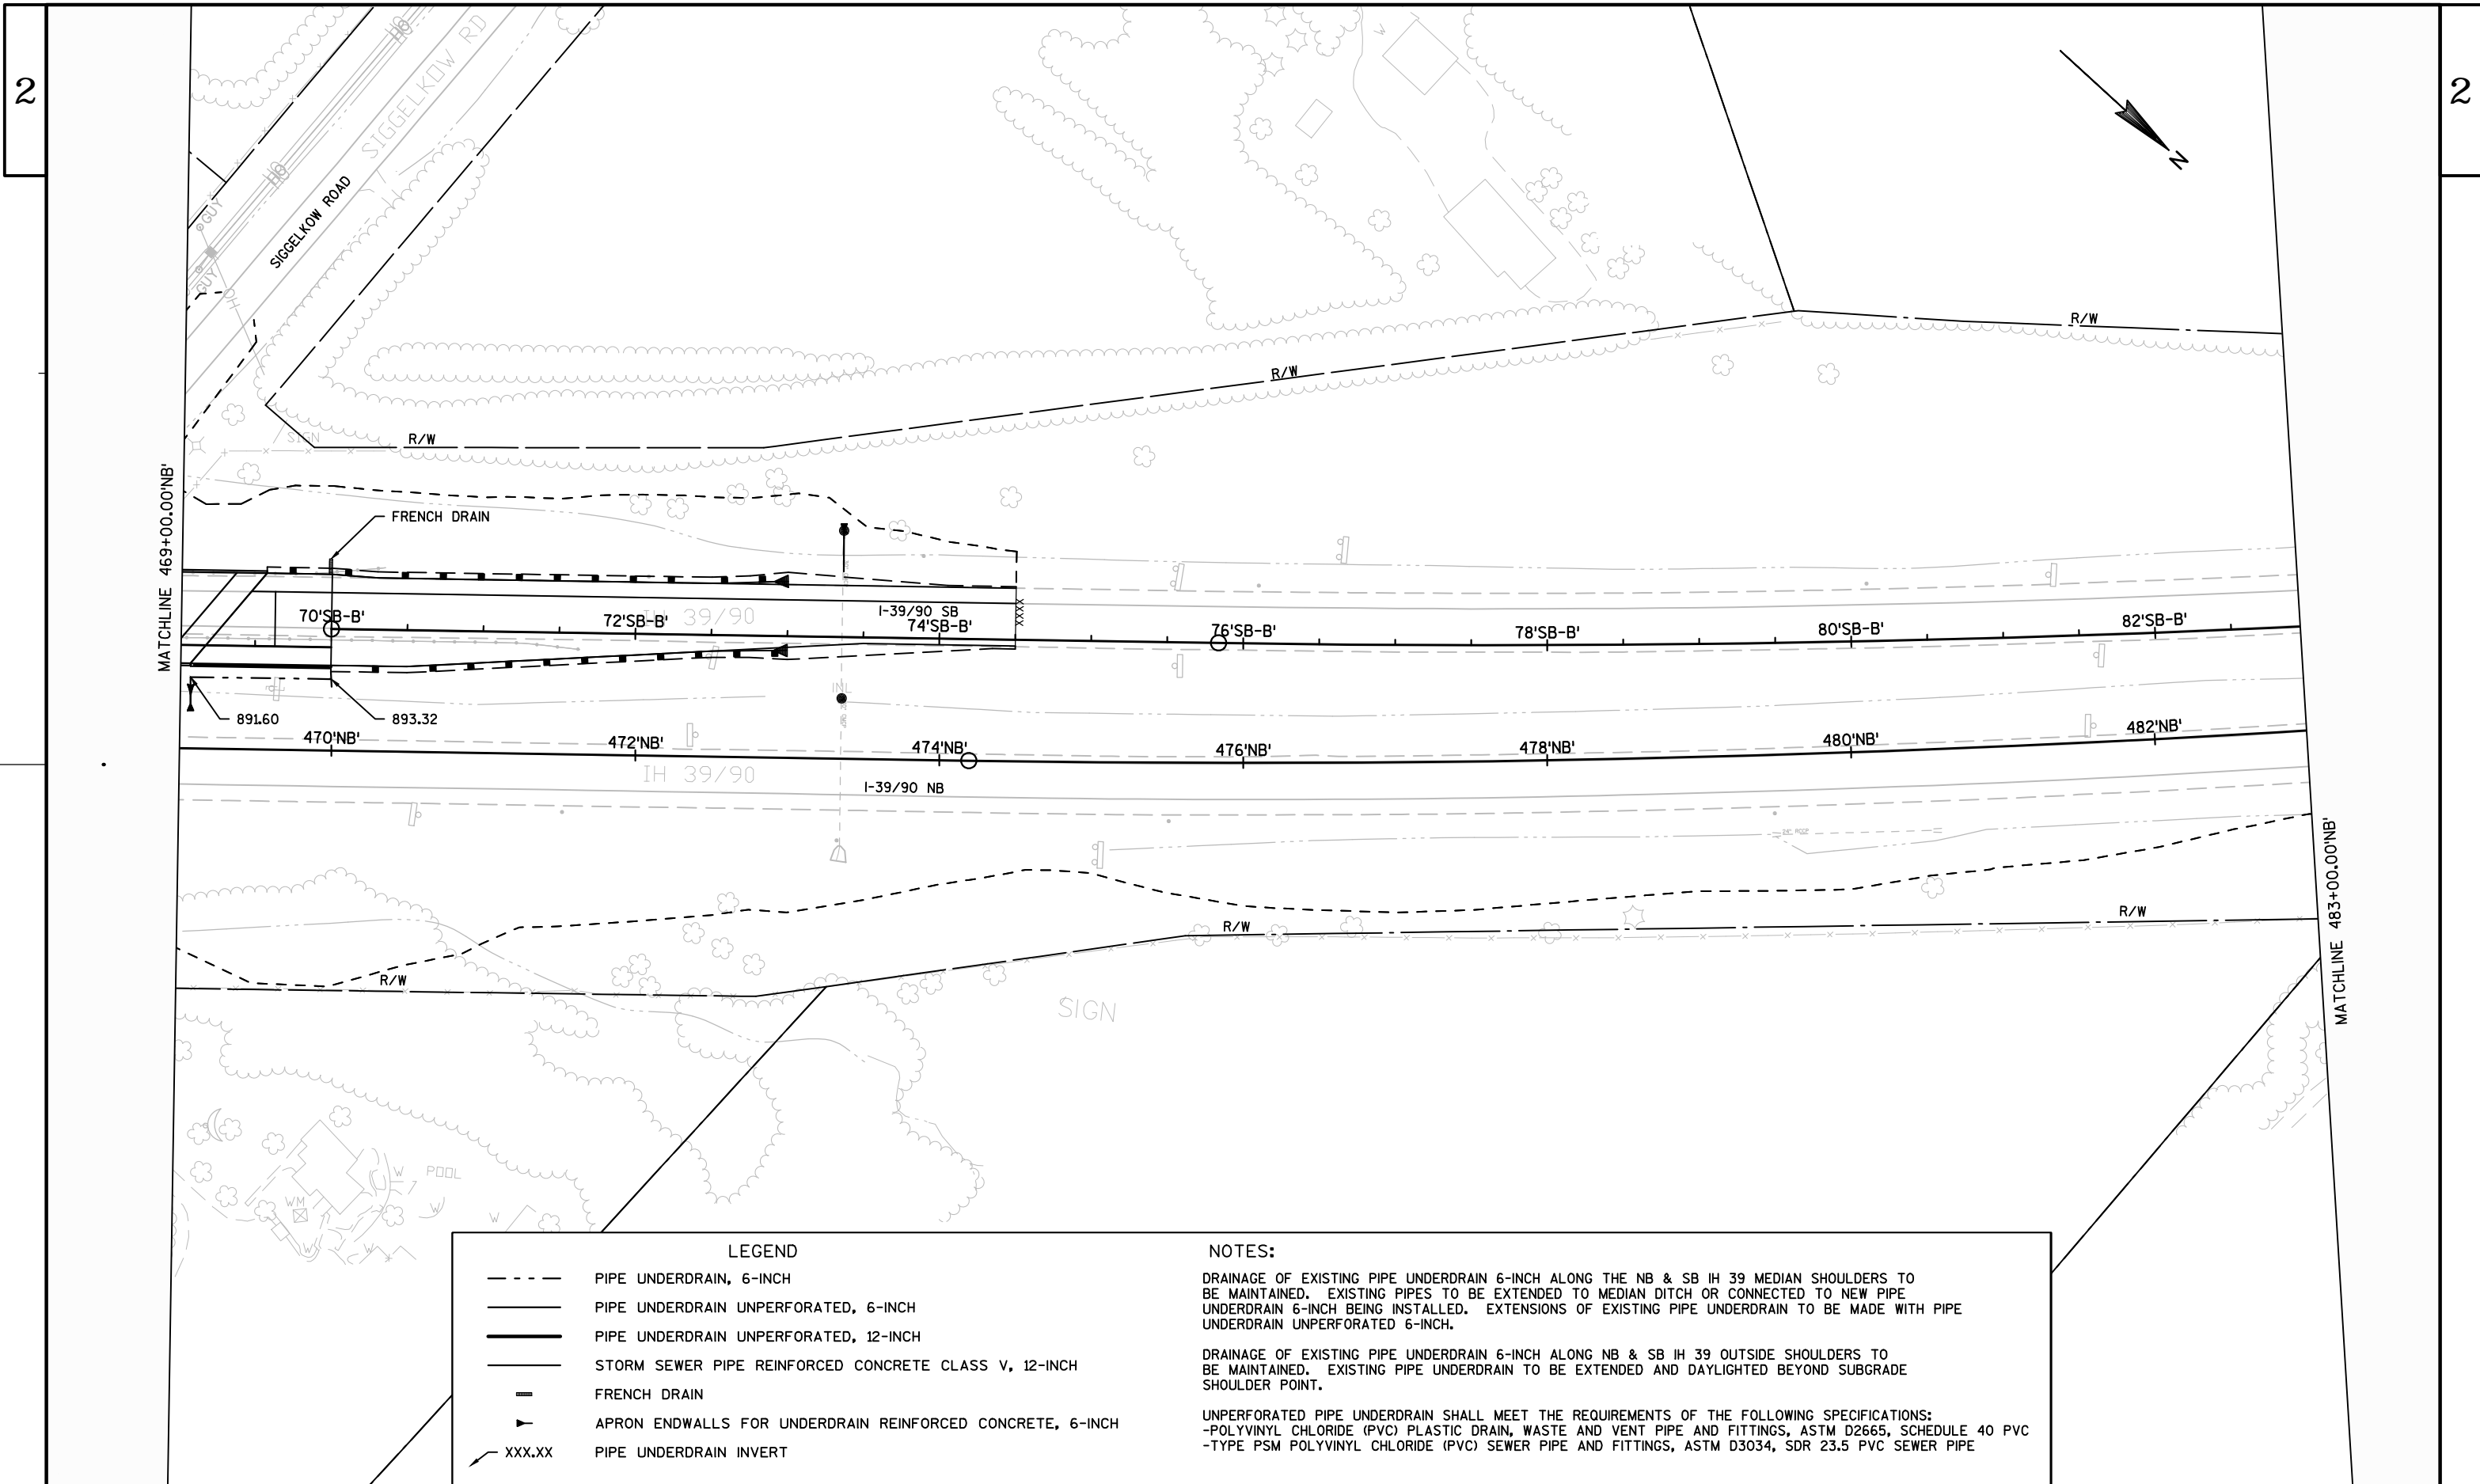 2
2
HO
SIGGELKOW RD
HO
GUY
GUY
OH
SIGGELKOW ROAD
W
N
R/W
R/W
R/W
SIGN
MATCHLINE 469+00.00'NB'
FRENCH DRAIN
70'SB-B'
72'SB-B'
IH 39/90
I-39/90 SB
74'SB-B'
XXXX
76'SB-B'
78'SB-B'
80'SB-B'
82'SB-B'
INL
891.60
893.32
470'NB'
472'NB'
474'NB'
476'NB'
478'NB'
480'NB'
482'NB'
IH 39/90
I-39/90 NB
MATCHLINE 483+00.00'NB'
R/W
R/W
R/W
SIGN
W
POOL
WM
W
W
W
W
LEGEND
PIPE UNDERDRAIN, 6-INCH
PIPE UNDERDRAIN UNPERFORATED, 6-INCH
PIPE UNDERDRAIN UNPERFORATED, 12-INCH
STORM SEWER PIPE REINFORCED CONCRETE CLASS V, 12-INCH
FRENCH DRAIN
APRON ENDWALLS FOR UNDERDRAIN REINFORCED CONCRETE, 6-INCH
XXX.XX PIPE UNDERDRAIN INVERT
NOTES:
DRAINAGE OF EXISTING PIPE UNDERDRAIN 6-INCH ALONG THE NB & SB IH 39 MEDIAN SHOULDERS TO
BE MAINTAINED. EXISTING PIPES TO BE EXTENDED TO MEDIAN DITCH OR CONNECTED TO NEW PIPE
UNDERDRAIN 6-INCH BEING INSTALLED. EXTENSIONS OF EXISTING PIPE UNDERDRAIN TO BE MADE WITH PIPE
UNDERDRAIN UNPERFORATED 6-INCH.
DRAINAGE OF EXISTING PIPE UNDERDRAIN 6-INCH ALONG NB & SB IH 39 OUTSIDE SHOULDERS TO
BE MAINTAINED. EXISTING PIPE UNDERDRAIN TO BE EXTENDED AND DAYLIGHTED BEYOND SUBGRADE
SHOULDER POINT.
UNPERFORATED PIPE UNDERDRAIN SHALL MEET THE REQUIREMENTS OF THE FOLLOWING SPECIFICATIONS:
-POLYVINYL CHLORIDE (PVC) PLASTIC DRAIN, WASTE AND VENT PIPE AND FITTINGS, ASTM D2665, SCHEDULE 40 PVC
-TYPE PSM POLYVINYL CHLORIDE (PVC) SEWER PIPE AND FITTINGS, ASTM D3034, SDR 23.5 PVC SEWER PIPE